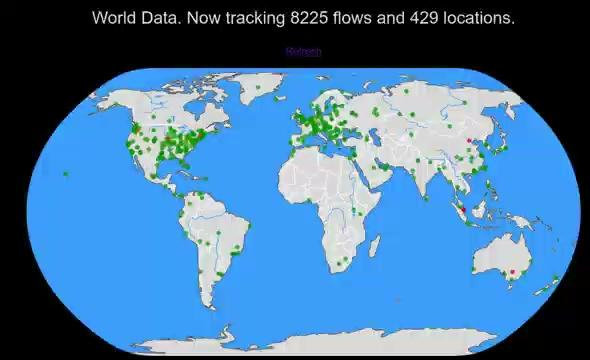 World Data. Now tracking 8225 flows and 429 locations.
Refresh